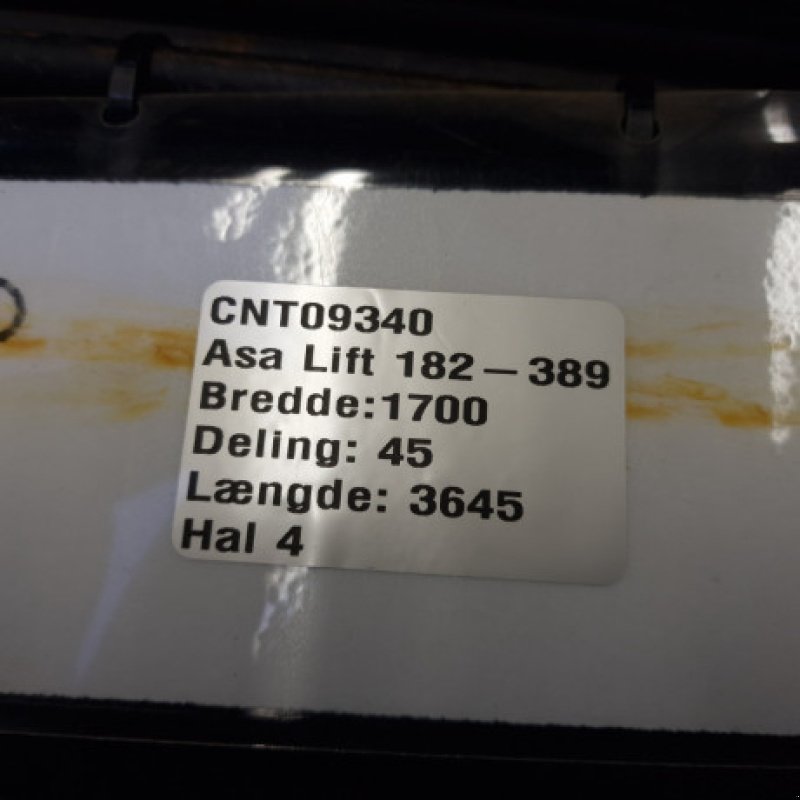 CNT09340
Asa Lift 182-389
Bredde:1700
Deling: 45
Længde: 3645
Hal 4